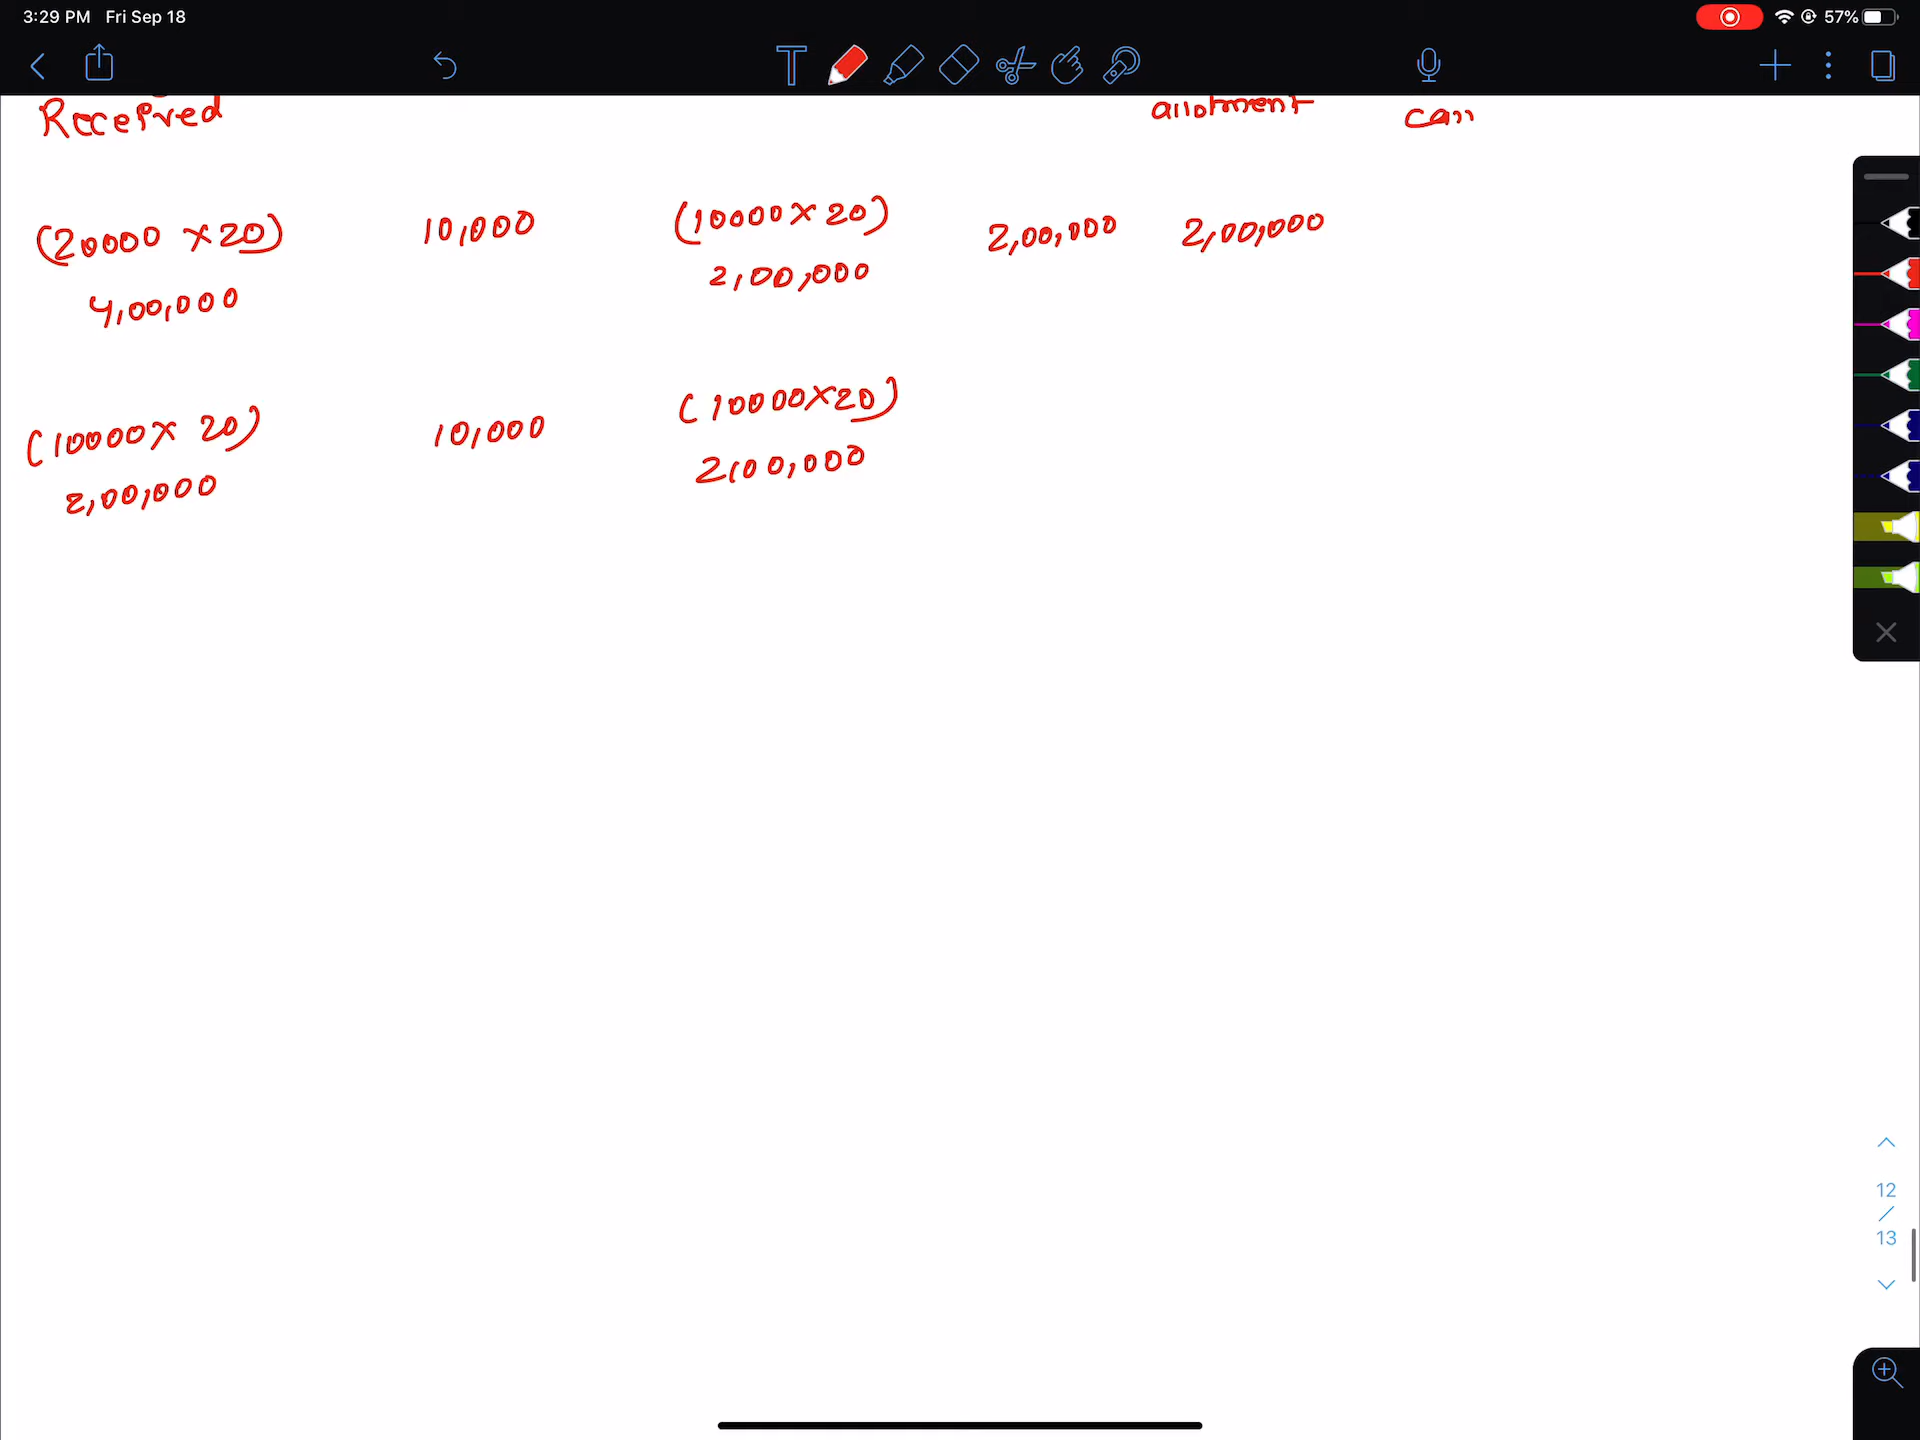 3:29 PM Fri Sep 18
57%
Received
allotment
call
(20000 × 20) 10,000 (10000 × 20) 2,00,000 2,00,000
4,00,000 2,00,000
(10000 × 20) 10,000 (10000 × 20)
2,00,000 2,00,000
12
/
13